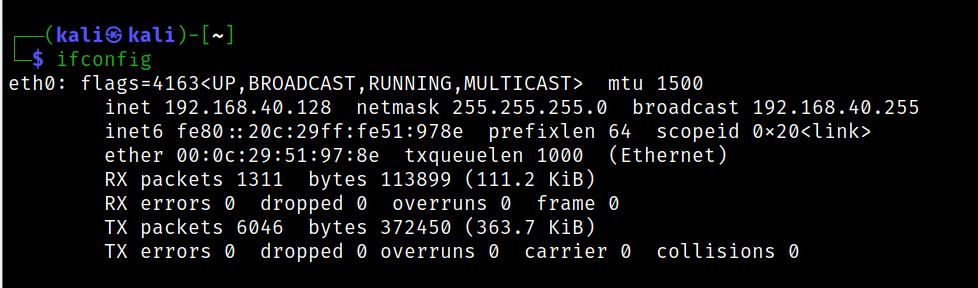 ┌──(kali㉿kali)-[~]
└─$ ifconfig
eth0: flags=4163<UP,BROADCAST,RUNNING,MULTICAST>  mtu 1500
        inet 192.168.40.128  netmask 255.255.255.0  broadcast 192.168.40.255
        inet6 fe80::20c:29ff:fe51:978e  prefixlen 64  scopeid 0×20<link>
        ether 00:0c:29:51:97:8e  txqueuelen 1000  (Ethernet)
        RX packets 1311  bytes 113899 (111.2 KiB)
        RX errors 0  dropped 0  overruns 0  frame 0
        TX packets 6046  bytes 372450 (363.7 KiB)
        TX errors 0  dropped 0 overruns 0  carrier 0  collisions 0